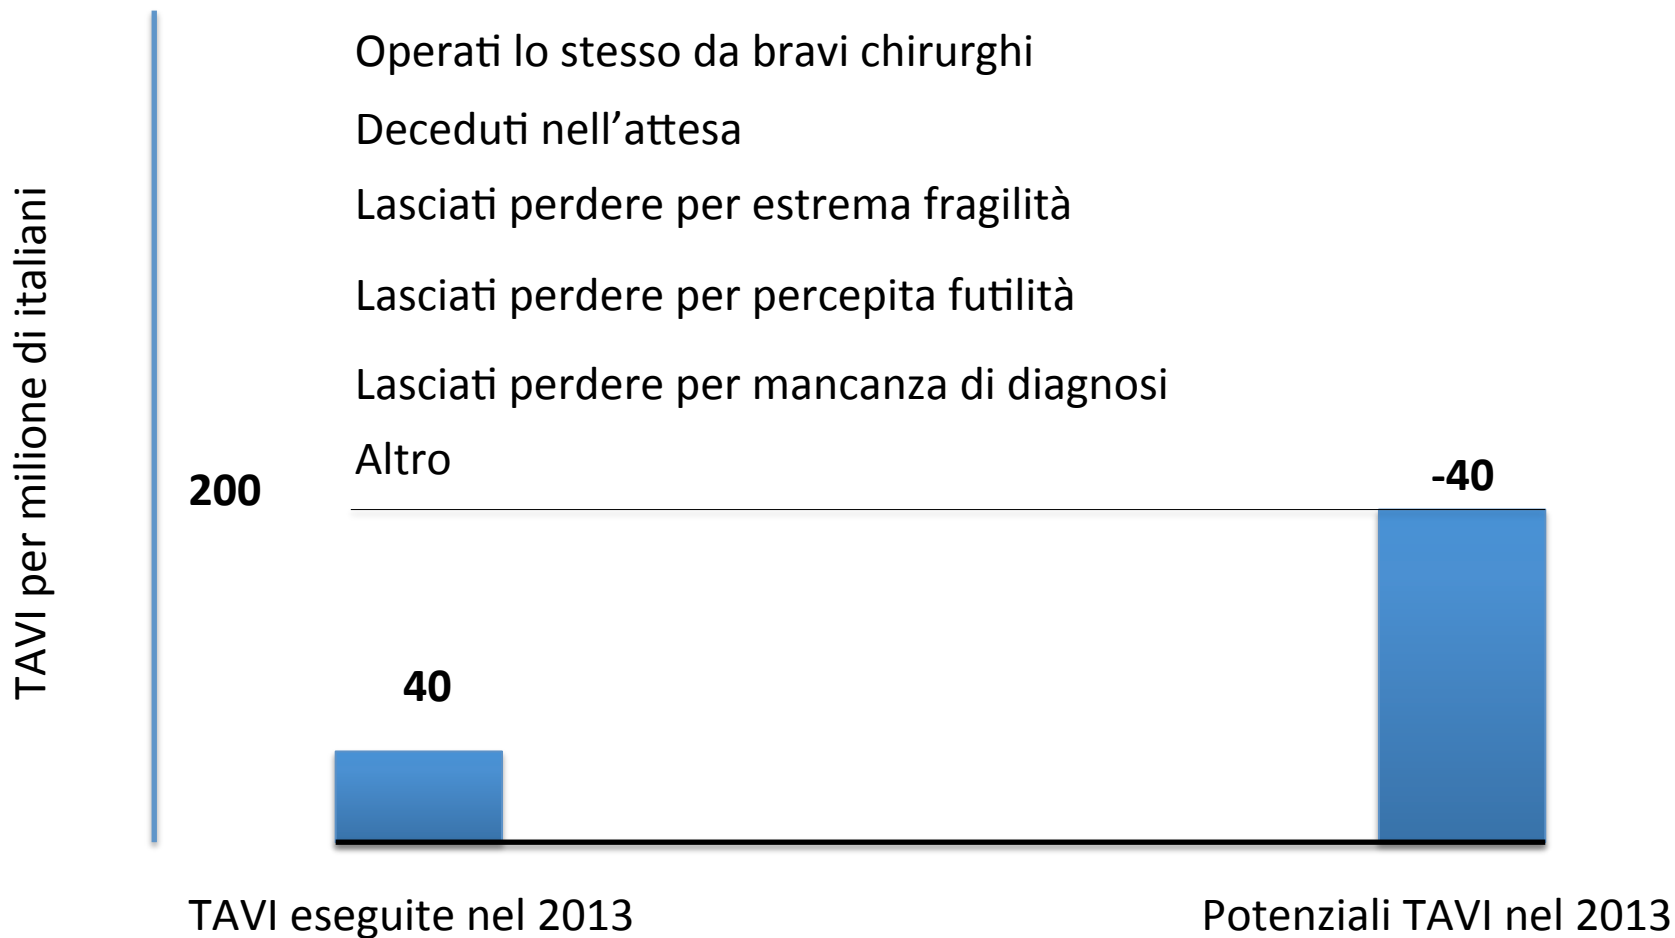 TAVI per milione di italiani
Operati lo stesso da bravi chirurghi
Deceduti nell’attesa
Lasciati perdere per estrema fragilità
Lasciati perdere per percepita futilità
Lasciati perdere per mancanza di diagnosi
Altro
200
-40
40
TAVI eseguite nel 2013
Potenziali TAVI nel 2013